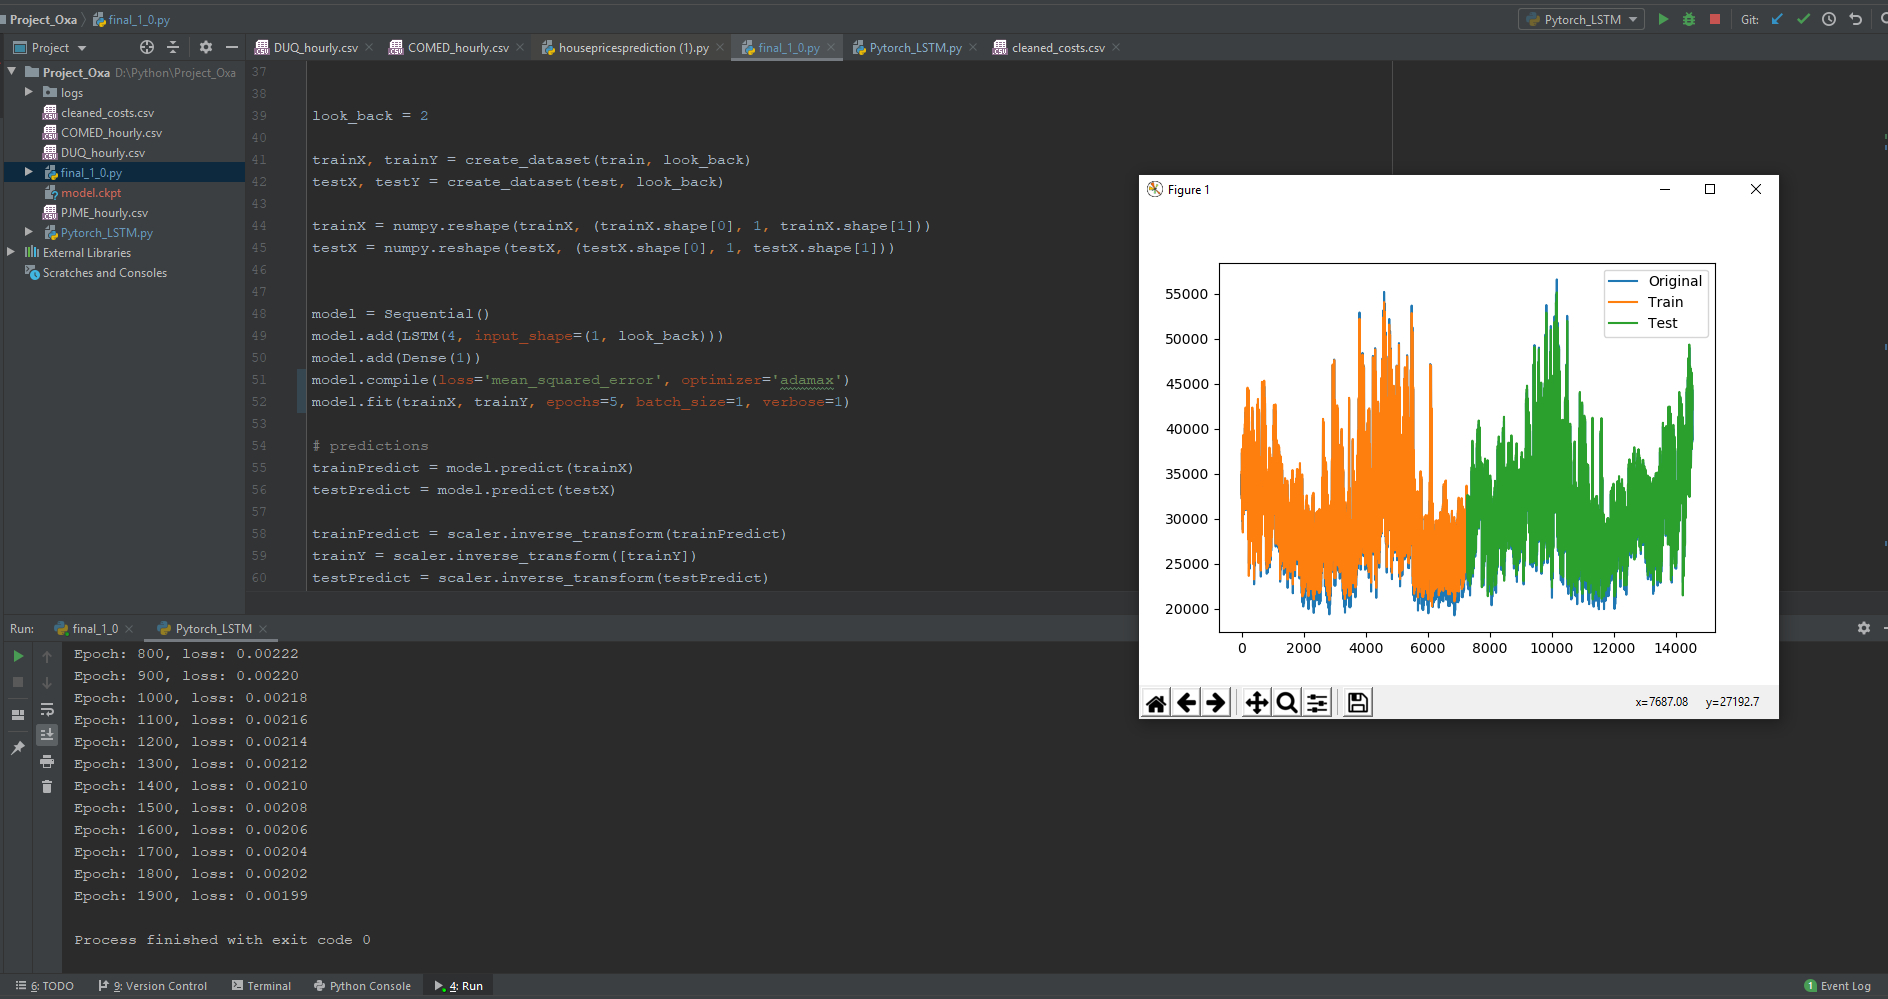 Project_Oxa
final_1_0.py
Pytorch_LSTM
Git:
Project
DUQ_hourly.csv
COMED_hourly.csv
housepricesprediction (1).py
final_1_0.py
Pytorch_LSTM.py
cleaned_costs.csv
Project_Oxa D:\Python\Project_Oxa
logs
cleaned_costs.csv
COMED_hourly.csv
DUQ_hourly.csv
final_1_0.py
model.ckpt
PJME_hourly.csv
Pytorch_LSTM.py
External Libraries
Scratches and Consoles
37
38
39 look_back = 2
40
41 trainX, trainY = create_dataset(train, look_back)
42 testX, testY = create_dataset(test, look_back)
43
44 trainX = numpy.reshape(trainX, (trainX.shape[0], 1, trainX.shape[1]))
45 testX = numpy.reshape(testX, (testX.shape[0], 1, testX.shape[1]))
46
47
48 model = Sequential()
49 model.add(LSTM(4, input_shape=(1, look_back)))
50 model.add(Dense(1))
51 model.compile(loss='mean_squared_error', optimizer='adamax')
52 model.fit(trainX, trainY, epochs=5, batch_size=1, verbose=1)
53
54 # predictions
55 trainPredict = model.predict(trainX)
56 testPredict = model.predict(testX)
57
58 trainPredict = scaler.inverse_transform(trainPredict)
59 trainY = scaler.inverse_transform([trainY])
60 testPredict = scaler.inverse_transform(testPredict)
Figure 1
Original
Train
Test
55000
50000
45000
40000
35000
30000
25000
20000
0 2000 4000 6000 8000 10000 12000 14000
x=7687.08 y=27192.7
Run: final_1_0 Pytorch_LSTM
Epoch: 800, loss: 0.00222
Epoch: 900, loss: 0.00220
Epoch: 1000, loss: 0.00218
Epoch: 1100, loss: 0.00216
Epoch: 1200, loss: 0.00214
Epoch: 1300, loss: 0.00212
Epoch: 1400, loss: 0.00210
Epoch: 1500, loss: 0.00208
Epoch: 1600, loss: 0.00206
Epoch: 1700, loss: 0.00204
Epoch: 1800, loss: 0.00202
Epoch: 1900, loss: 0.00199
Process finished with exit code 0
6: TODO 9: Version Control Terminal Python Console 4: Run 1 Event Log